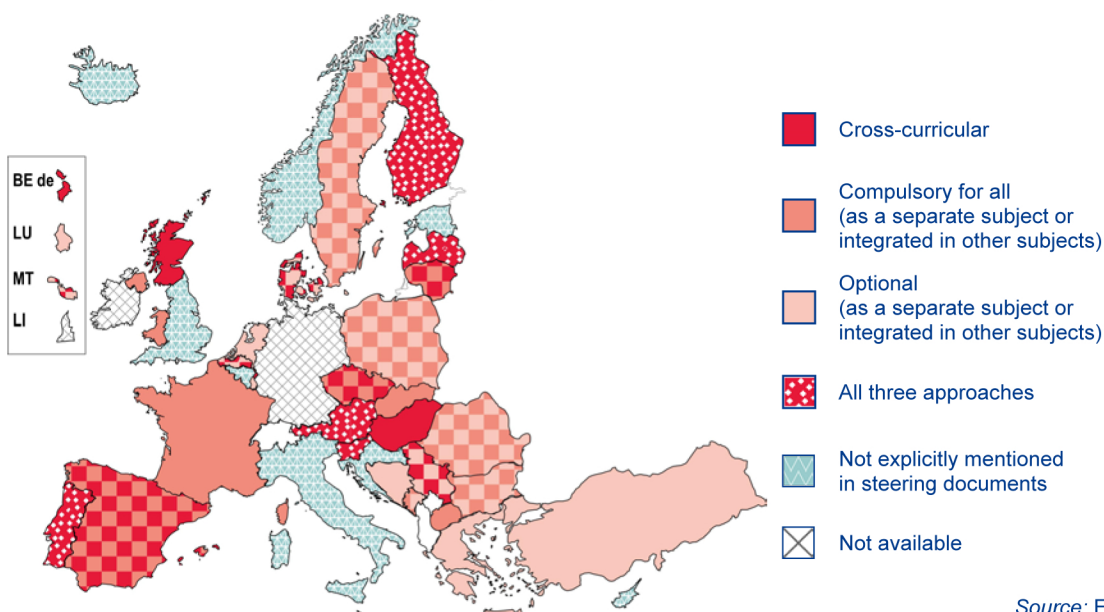 BE de
LU
MT
LI
Cross-curricular
Compulsory for all
(as a separate subject or
integrated in other subjects)
Optional
(as a separate subject or
integrated in other subjects)
All three approaches
Not explicitly mentioned
in steering documents
Not available
Source: E